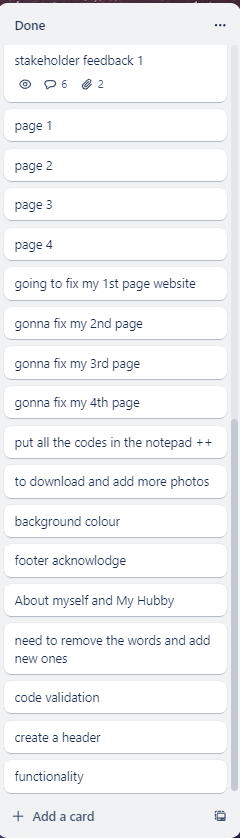 Done
stakeholder feedback 1
6 2
page 1
page 2
page 3
page 4
going to fix my 1st page website
gonna fix my 2nd page
gonna fix my 3rd page
gonna fix my 4th page
put all the codes in the notepad ++
to download and add more photos
background colour
footer acknowlodge
About myself and My Hubby
need to remove the words and add
new ones
code validation
create a header
functionality
+ Add a card